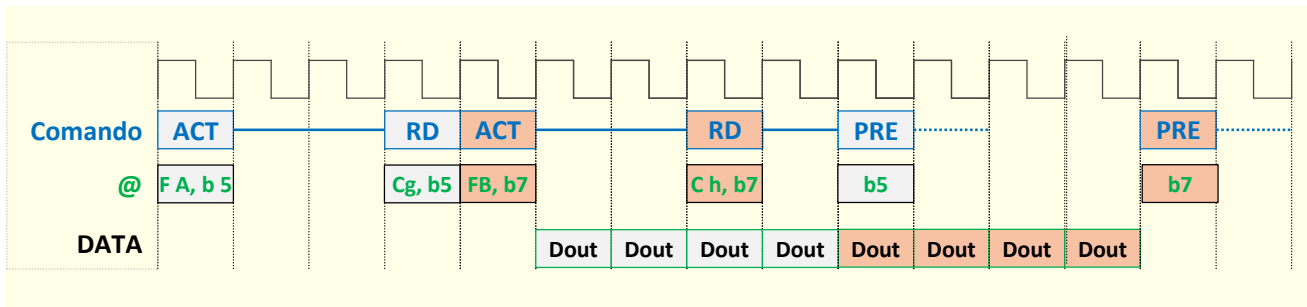 Comando ACT RD ACT RD PRE PRE
@ F A, b 5 Cg, b5 FB, b7 C h, b7 b5 b7
DATA Dout Dout Dout Dout Dout Dout Dout Dout